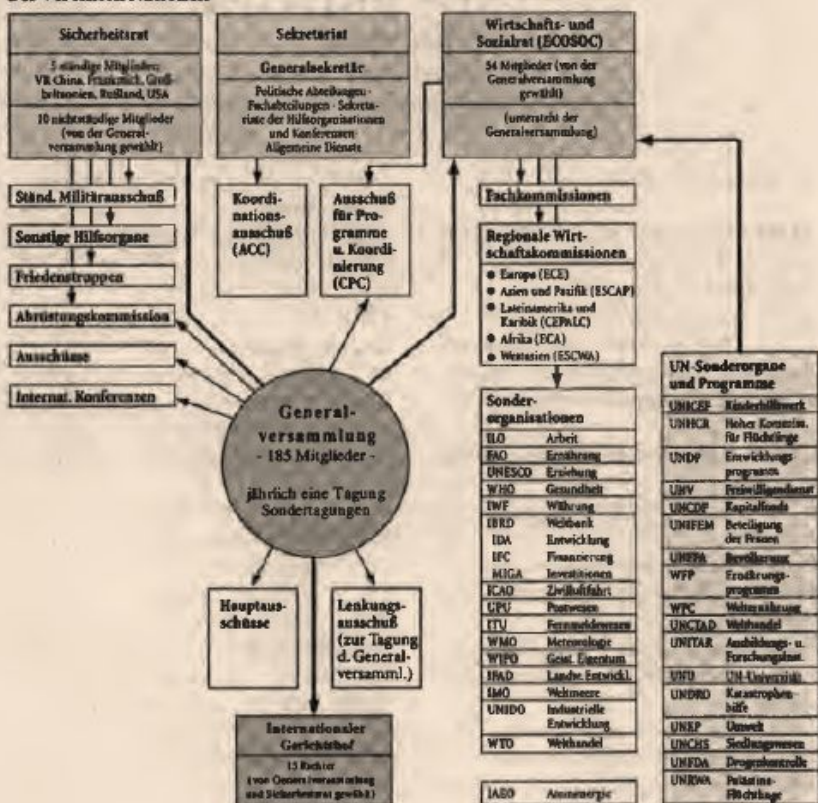 der Vereinten Nationen
Sicherheitsrat
5 ständige Mitglieder:
VR China, Frankreich, Groß-
britannien, Rußland, USA
10 nichtständige Mitglieder
(von der General-
versammlung gewählt)
Sekretariat
Generalsekretär
Politische Abteilungen ·
Fachabteilungen · Sekreta-
riate der Hilfsorganisationen
und Konferenzen ·
Allgemeine Dienste
Wirtschafts- und
Sozialrat (ECOSOC)
54 Mitglieder (von der
Generalversammlung
gewählt)
(untersteht der
Generalversammlung)
Ständ. Militärausschuß
Sonstige Hilfsorgane
Friedenstruppen
Abrüstungskommission
Ausschüsse
Internat. Konferenzen
Koordi-
nations-
ausschuß
(ACC)
Ausschuß
für Pro-
gramme
u. Koordi-
nierung
(CPC)
Fachkommissionen
Regionale Wirt-
schaftskommissionen
● Europa (ECE)
● Asien und Pazifik (ESCAP)
● Lateinamerika und
Karibik (CEPALC)
● Afrika (ECA)
● Westasien (ESCWA)
General-
versammlung
- 185 Mitglieder -
jährlich eine Tagung
Sondertagungen
Hauptaus-
schüsse
Lenkungs-
ausschuß
(zur Tagung
d. General-
versamml.)
Internationaler
Gerichtshof
15 Richter
(von Generalversammlung
und Sicherheitsrat gewählt)
Sonder-
organisationen
ILO Arbeit
FAO Ernährung
UNESCO Erziehung
WHO Gesundheit
IWF Währung
IBRD Weltbank
IDA Entwicklung
IFC Finanzierung
MIGA Investitionen
ICAO Zivilluftfahrt
UPU Postwesen
ITU Fernmeldewesen
WMO Meteorologie
WIPO Geist. Eigentum
IFAD Landw. Entwickl.
IMO Weltmeere
UNIDO Industrielle
Entwicklung
WTO Welthandel
IAEO Atomenergie
UN-Sonderorgane
und Programme
UNICEF Kinderhilfswerk
UNHCR Hoher Kommiss.
für Flüchtlinge
UNDP Entwicklungs-
programm
UNV Freiwilligendienst
UNCDF Kapitalfonds
UNIFEM Beteiligung
der Frauen
UNFPA Bevölkerung
WFP Ernährungs-
programm
WFC Welternährung
UNCTAD Welthandel
UNITAR Ausbildungs- u.
Forschungsinst.
UNU UN-Universität
UNDRO Katastrophen-
hilfe
UNEP Umwelt
UNCHS Siedlungswesen
UNFDA Drogenkontrolle
UNRWA Palästina-
Flüchtlinge